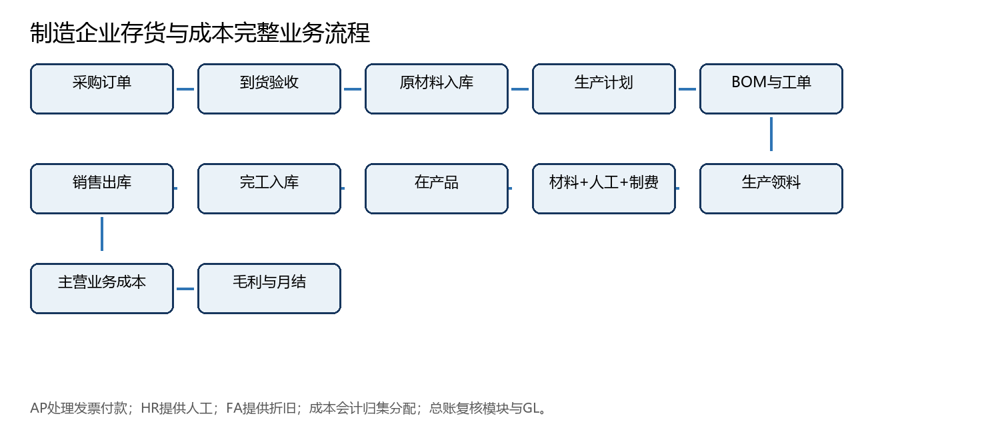 制造企业存货与成本完整业务流程
采购订单
到货验收
原材料入库
生产计划
BOM与工单
销售出库
完工入库
在产品
材料+人工+制费
生产领料
主营业务成本
毛利与月结
AP处理发票付款；HR提供人工；FA提供折旧；成本会计归集分配；总账复核模块与GL。